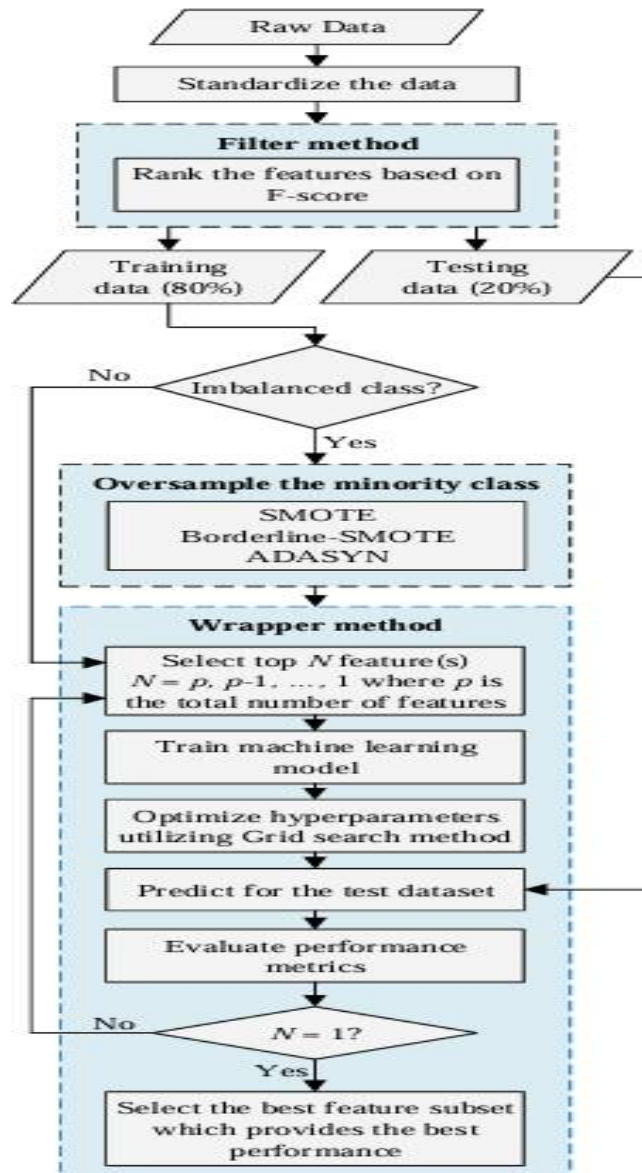 Raw Data
Standardize the data
Filter method
Rank the features based on
F-score
Training
data (80%)
Testing
data (20%)
Imbalanced class?
No
Yes
Oversample the minority class
SMOTE
Borderline-SMOTE
ADASYN
Wrapper method
Select top N feature(s)
N = p, p-1, ..., 1 where p is
the total number of features
Train machine learning
model
Optimize hyperparameters
utilizing Grid search method
Predict for the test dataset
Evaluate performance
metrics
No
N = 1?
Yes
Select the best feature subset
which provides the best
performance